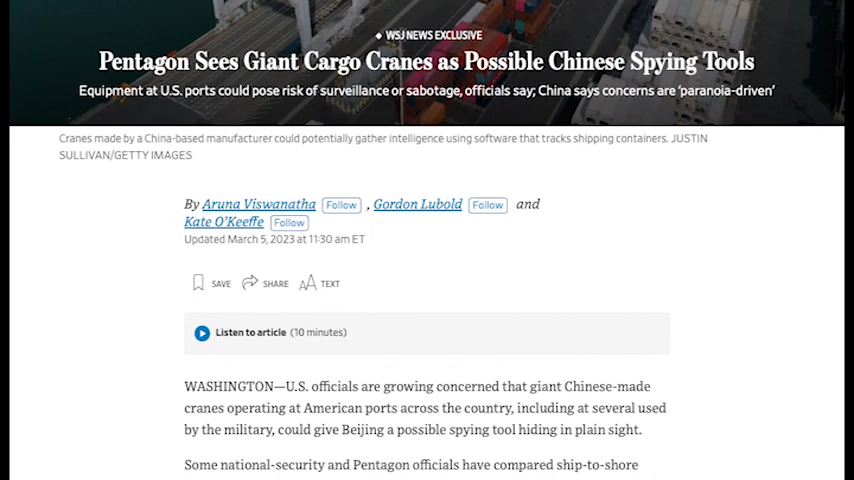 ◆ WSJ NEWS EXCLUSIVE
Pentagon Sees Giant Cargo Cranes as Possible Chinese Spying Tools
Equipment at U.S. ports could pose risk of surveillance or sabotage, officials say; China says concerns are ‘paranoia-driven’
Cranes made by a China-based manufacturer could potentially gather intelligence using software that tracks shipping containers. JUSTIN
SULLIVAN/GETTY IMAGES
By Aruna Viswanatha Follow , Gordon Lubold Follow and
Kate O’Keeffe Follow
Updated March 5, 2023 at 11:30 am ET
SAVE SHARE AA TEXT
Listen to article (10 minutes)
WASHINGTON—U.S. officials are growing concerned that giant Chinese-made
cranes operating at American ports across the country, including at several used
by the military, could give Beijing a possible spying tool hiding in plain sight.
Some national-security and Pentagon officials have compared ship-to-shore